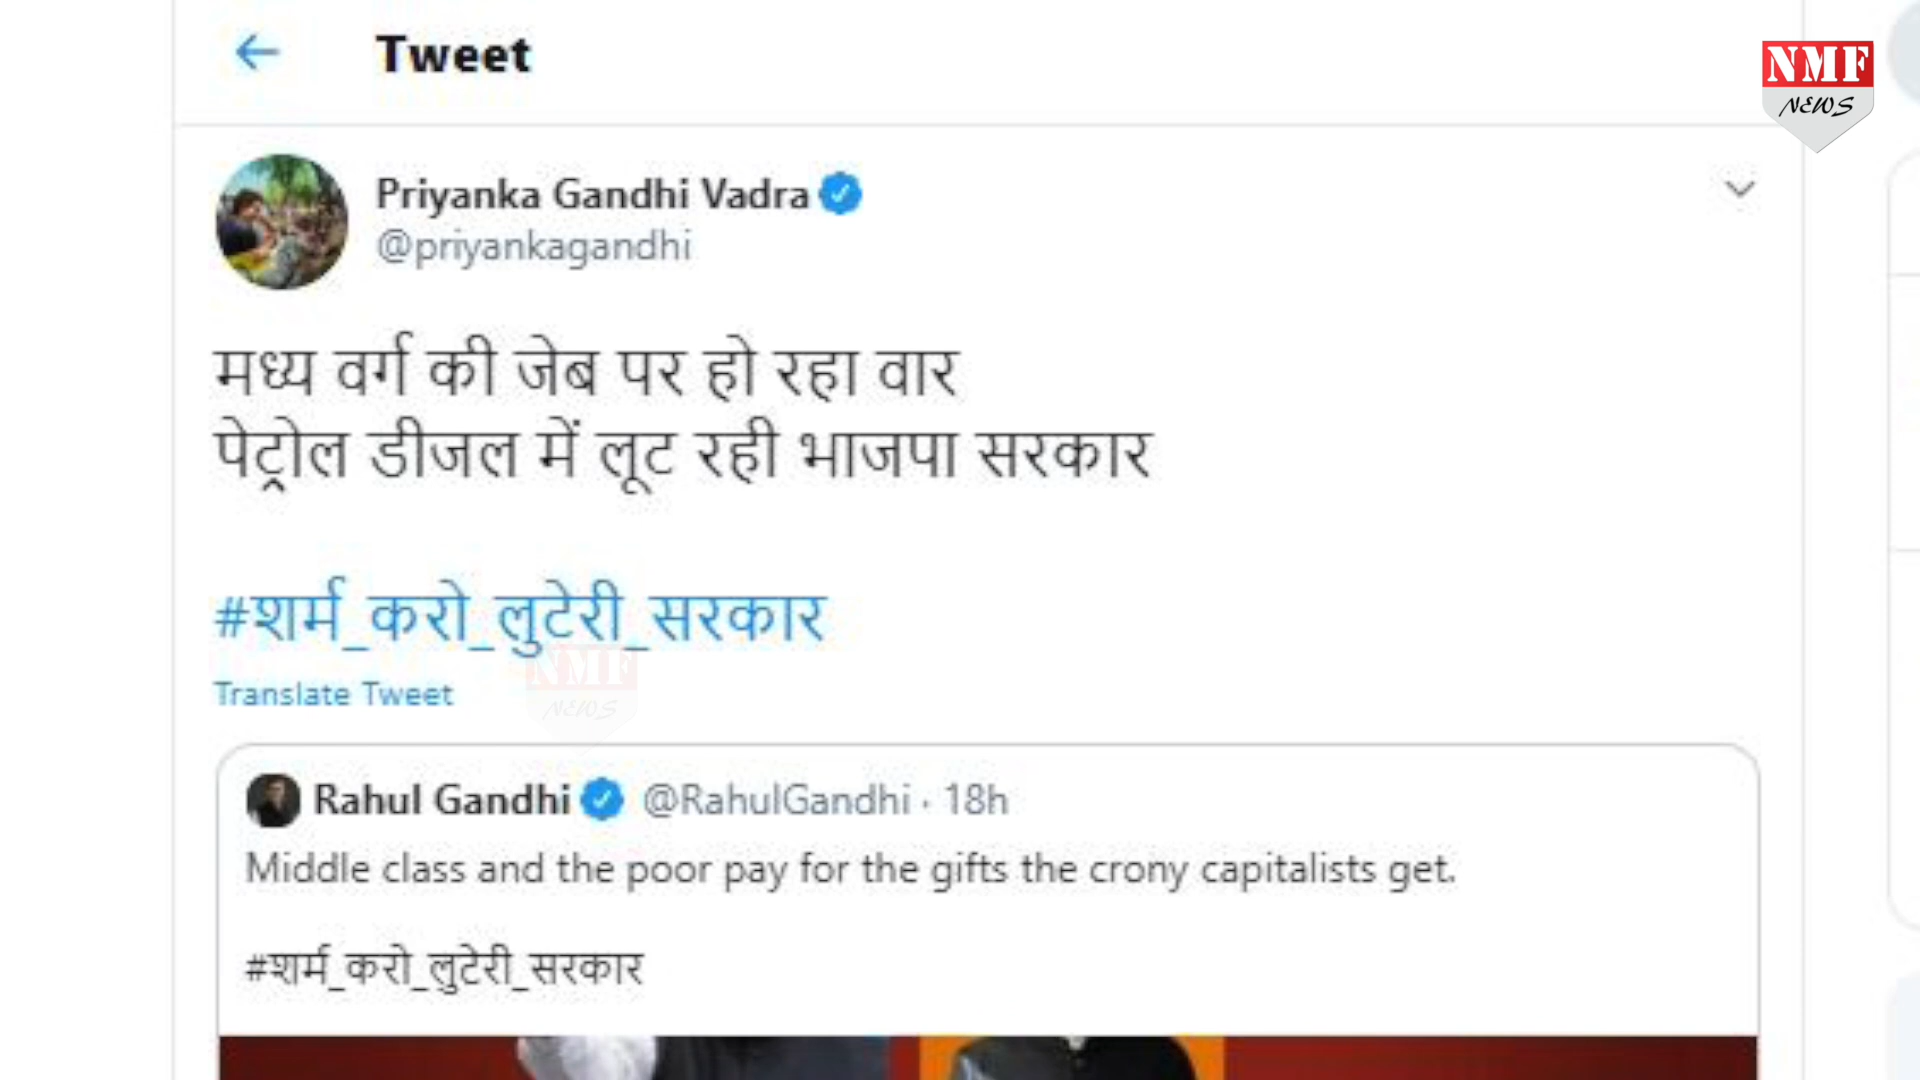 Tweet
NMF
NEWS
Priyanka Gandhi Vadra
@priyankagandhi
मध्य वर्ग की जेब पर हो रहा वार
पेट्रोल डीजल में लूट रही भाजपा सरकार
#शर्म_करो_लुटेरी_सरकार
Translate Tweet
NMF
NEWS
Rahul Gandhi @RahulGandhi · 18h
Middle class and the poor pay for the gifts the crony capitalists get.
#शर्म_करो_लुटेरी_सरकार